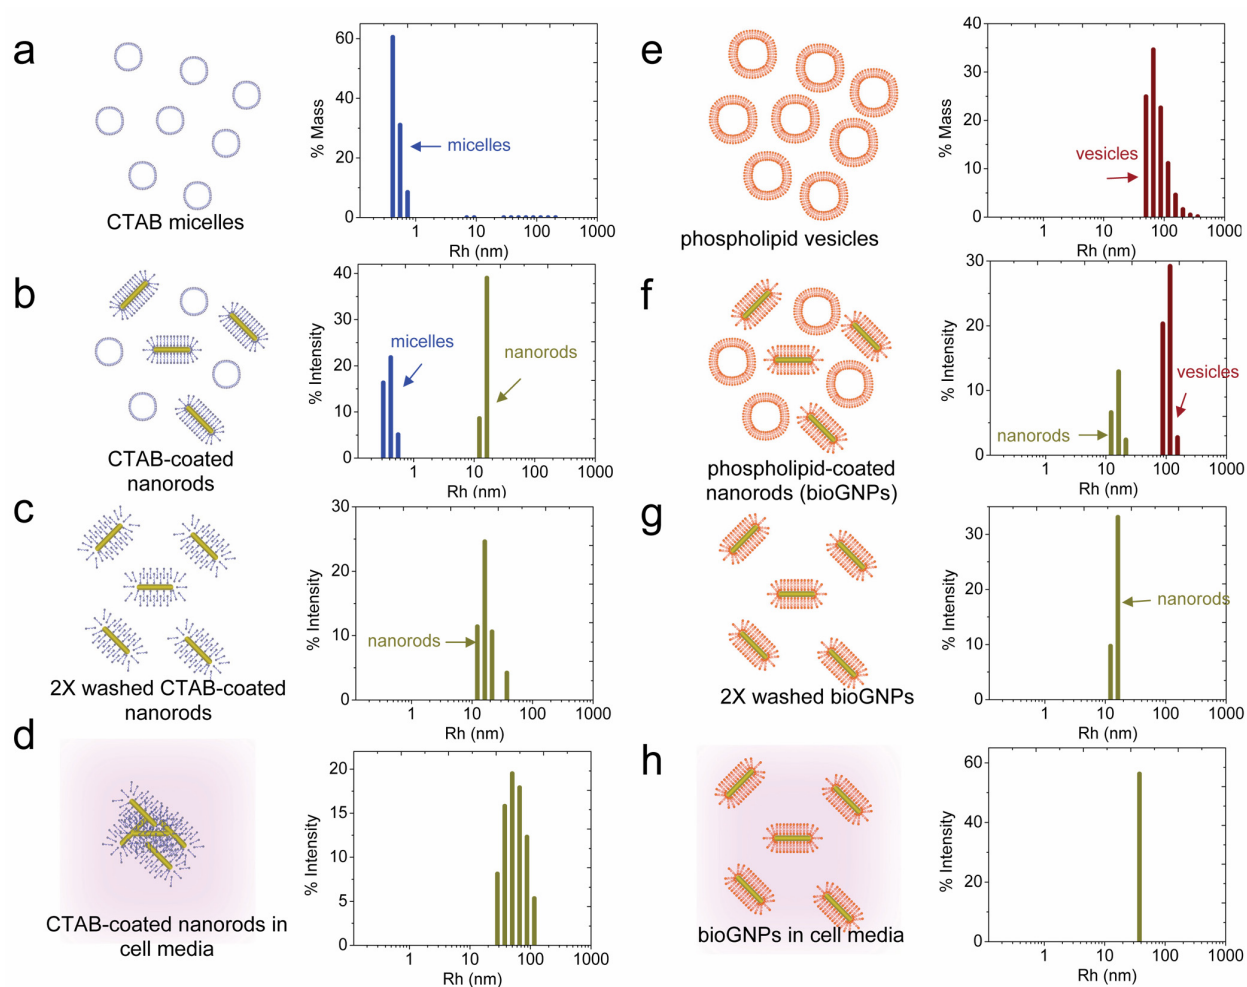 a
60
40
20
0
% Mass
micelles
1
10
100
1000
Rh (nm)
CTAB micelles
b
40
30
20
10
0
% Intensity
micelles
nanorods
1
10
100
1000
Rh (nm)
CTAB-coated
nanorods
c
30
20
10
0
% Intensity
nanorods
1
10
100
1000
Rh (nm)
2X washed CTAB-coated
nanorods
d
20
15
10
5
0
% Intensity
1
10
100
1000
Rh (nm)
CTAB-coated nanorods in
cell media
e
40
30
20
10
0
% Mass
vesicles
1
10
100
1000
Rh (nm)
phospholipid vesicles
f
30
20
10
0
% Intensity
nanorods
vesicles
1
10
100
1000
Rh (nm)
phospholipid-coated
nanorods (bioGNPs)
g
30
20
10
0
% Intensity
nanorods
1
10
100
1000
Rh (nm)
2X washed bioGNPs
h
60
40
20
0
% Intensity
1
10
100
1000
Rh (nm)
bioGNPs in cell media